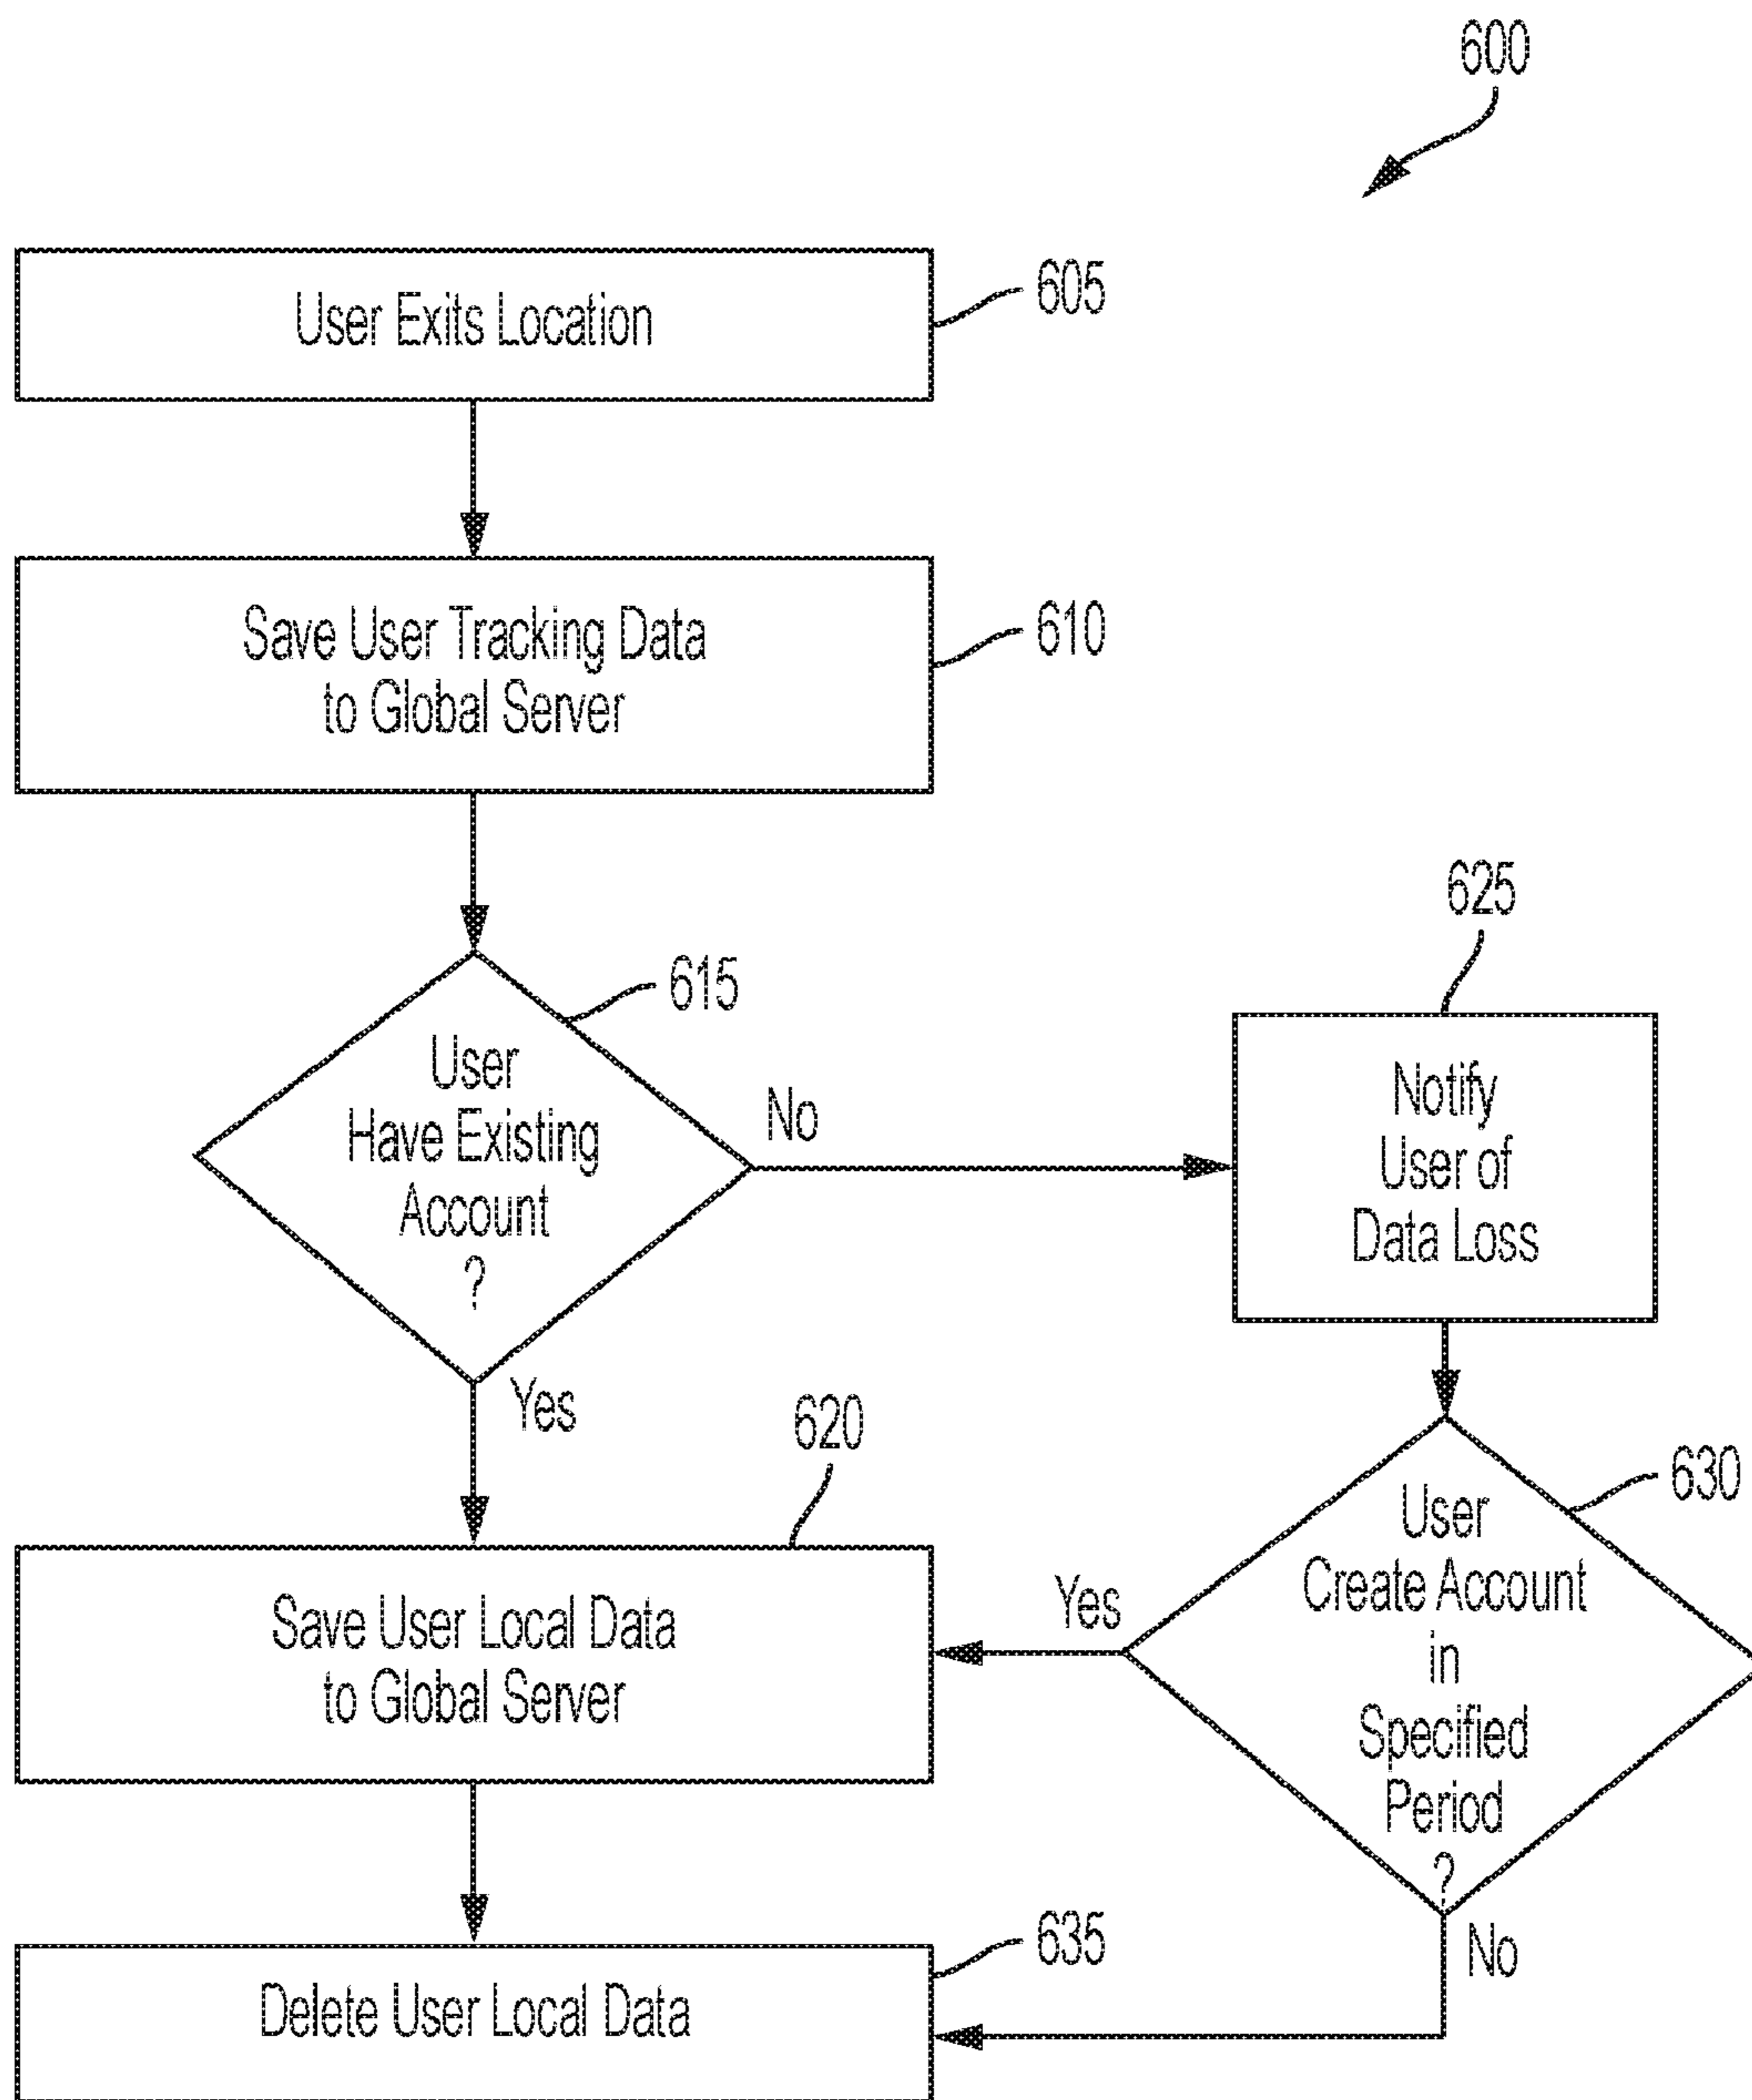 600
User Exits Location
605
Save User Tracking Data
to Global Server
610
615
User
Have Existing
Account
?
No
Yes
625
Notify
User of
Data Loss
620
Save User Local Data
to Global Server
630
User
Create Account
in
Specified
Period
?
Yes
No
635
Delete User Local Data